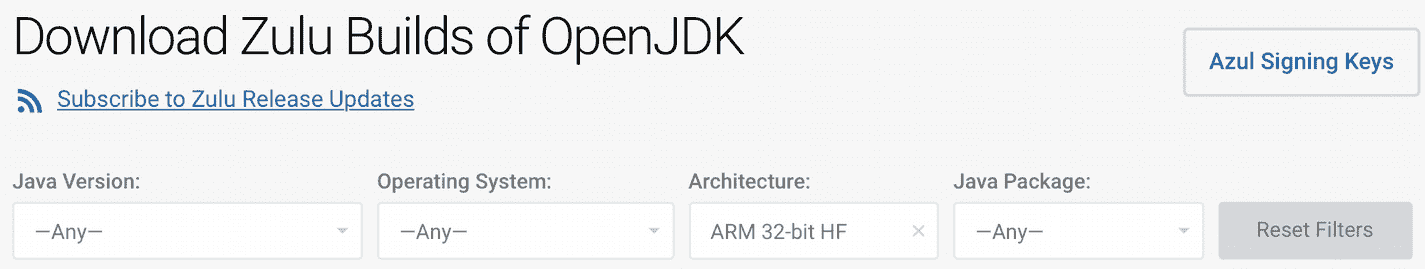 Download Zulu Builds of OpenJDK
Azul Signing Keys
Subscribe to Zulu Release Updates
Java Version:
Operating System:
Architecture:
Java Package:
—Any—
—Any—
ARM 32-bit HF
—Any—
Reset Filters